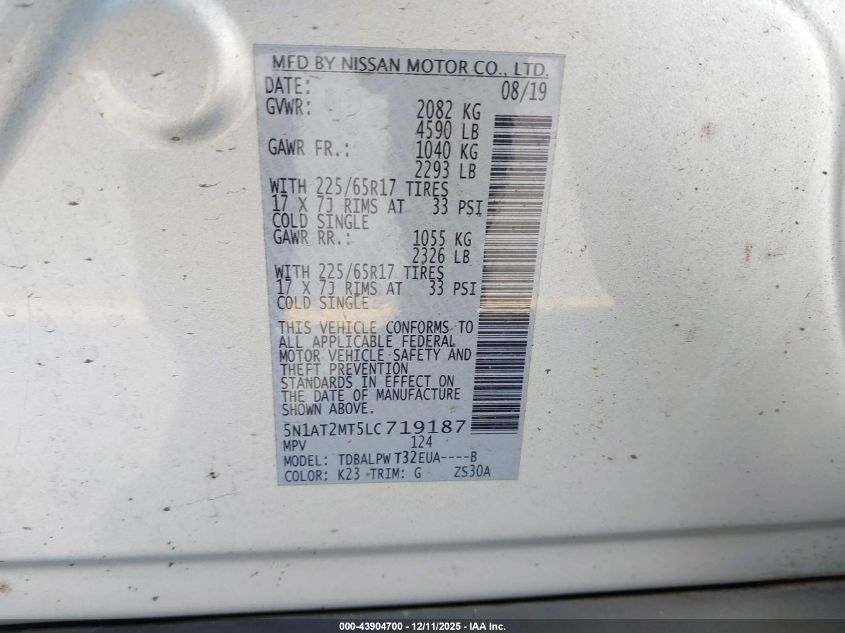 MFD BY NISSAN MOTOR CO., LTD.
DATE: 08/19
GVWR: 2082 KG
4590 LB
GAWR FR.: 1040 KG
2293 LB
WITH 225/65R17 TIRES
17 X 7J RIMS AT 33 PSI
COLD SINGLE
GAWR RR.: 1055 KG
2326 LB
WITH 225/65R17 TIRES
17 X 7J RIMS AT 33 PSI
COLD SINGLE
THIS VEHICLE CONFORMS TO
ALL APPLICABLE FEDERAL
MOTOR VEHICLE SAFETY AND
THEFT PREVENTION
STANDARDS IN EFFECT ON
THE DATE OF MANUFACTURE
SHOWN ABOVE.
5N1AT2MT5LC719187
MPV 124
MODEL: TDBALPW T32EUA----B
COLOR: K23 -TRIM: G ZS30A
000-43904700 - 12/11/2025 - IAA Inc.